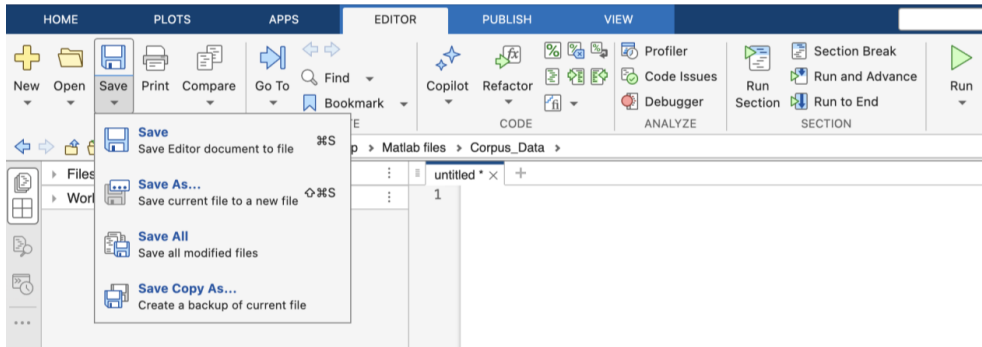 HOME PLOTS APPS EDITOR PUBLISH VIEW
New Open Save Print Compare Go To Find Bookmark Copilot Refactor Profiler Code Issues Debugger Run Section Section Break Run and Advance Run to End Run
E CODE ANALYZE SECTION
Save
Save Editor document to file ⌘S
Save As...
Save current file to a new file ⇧⌘S
Save All
Save all modified files
Save Copy As...
Create a backup of current file
p > Matlab files > Corpus_Data >
Files
Worl
untitled * × +
1